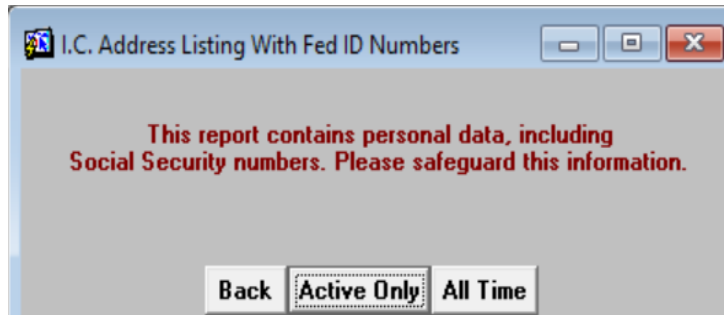 I.C. Address Listing With Fed ID Numbers
This report contains personal data, including
Social Security numbers. Please safeguard this information.
Back Active Only All Time